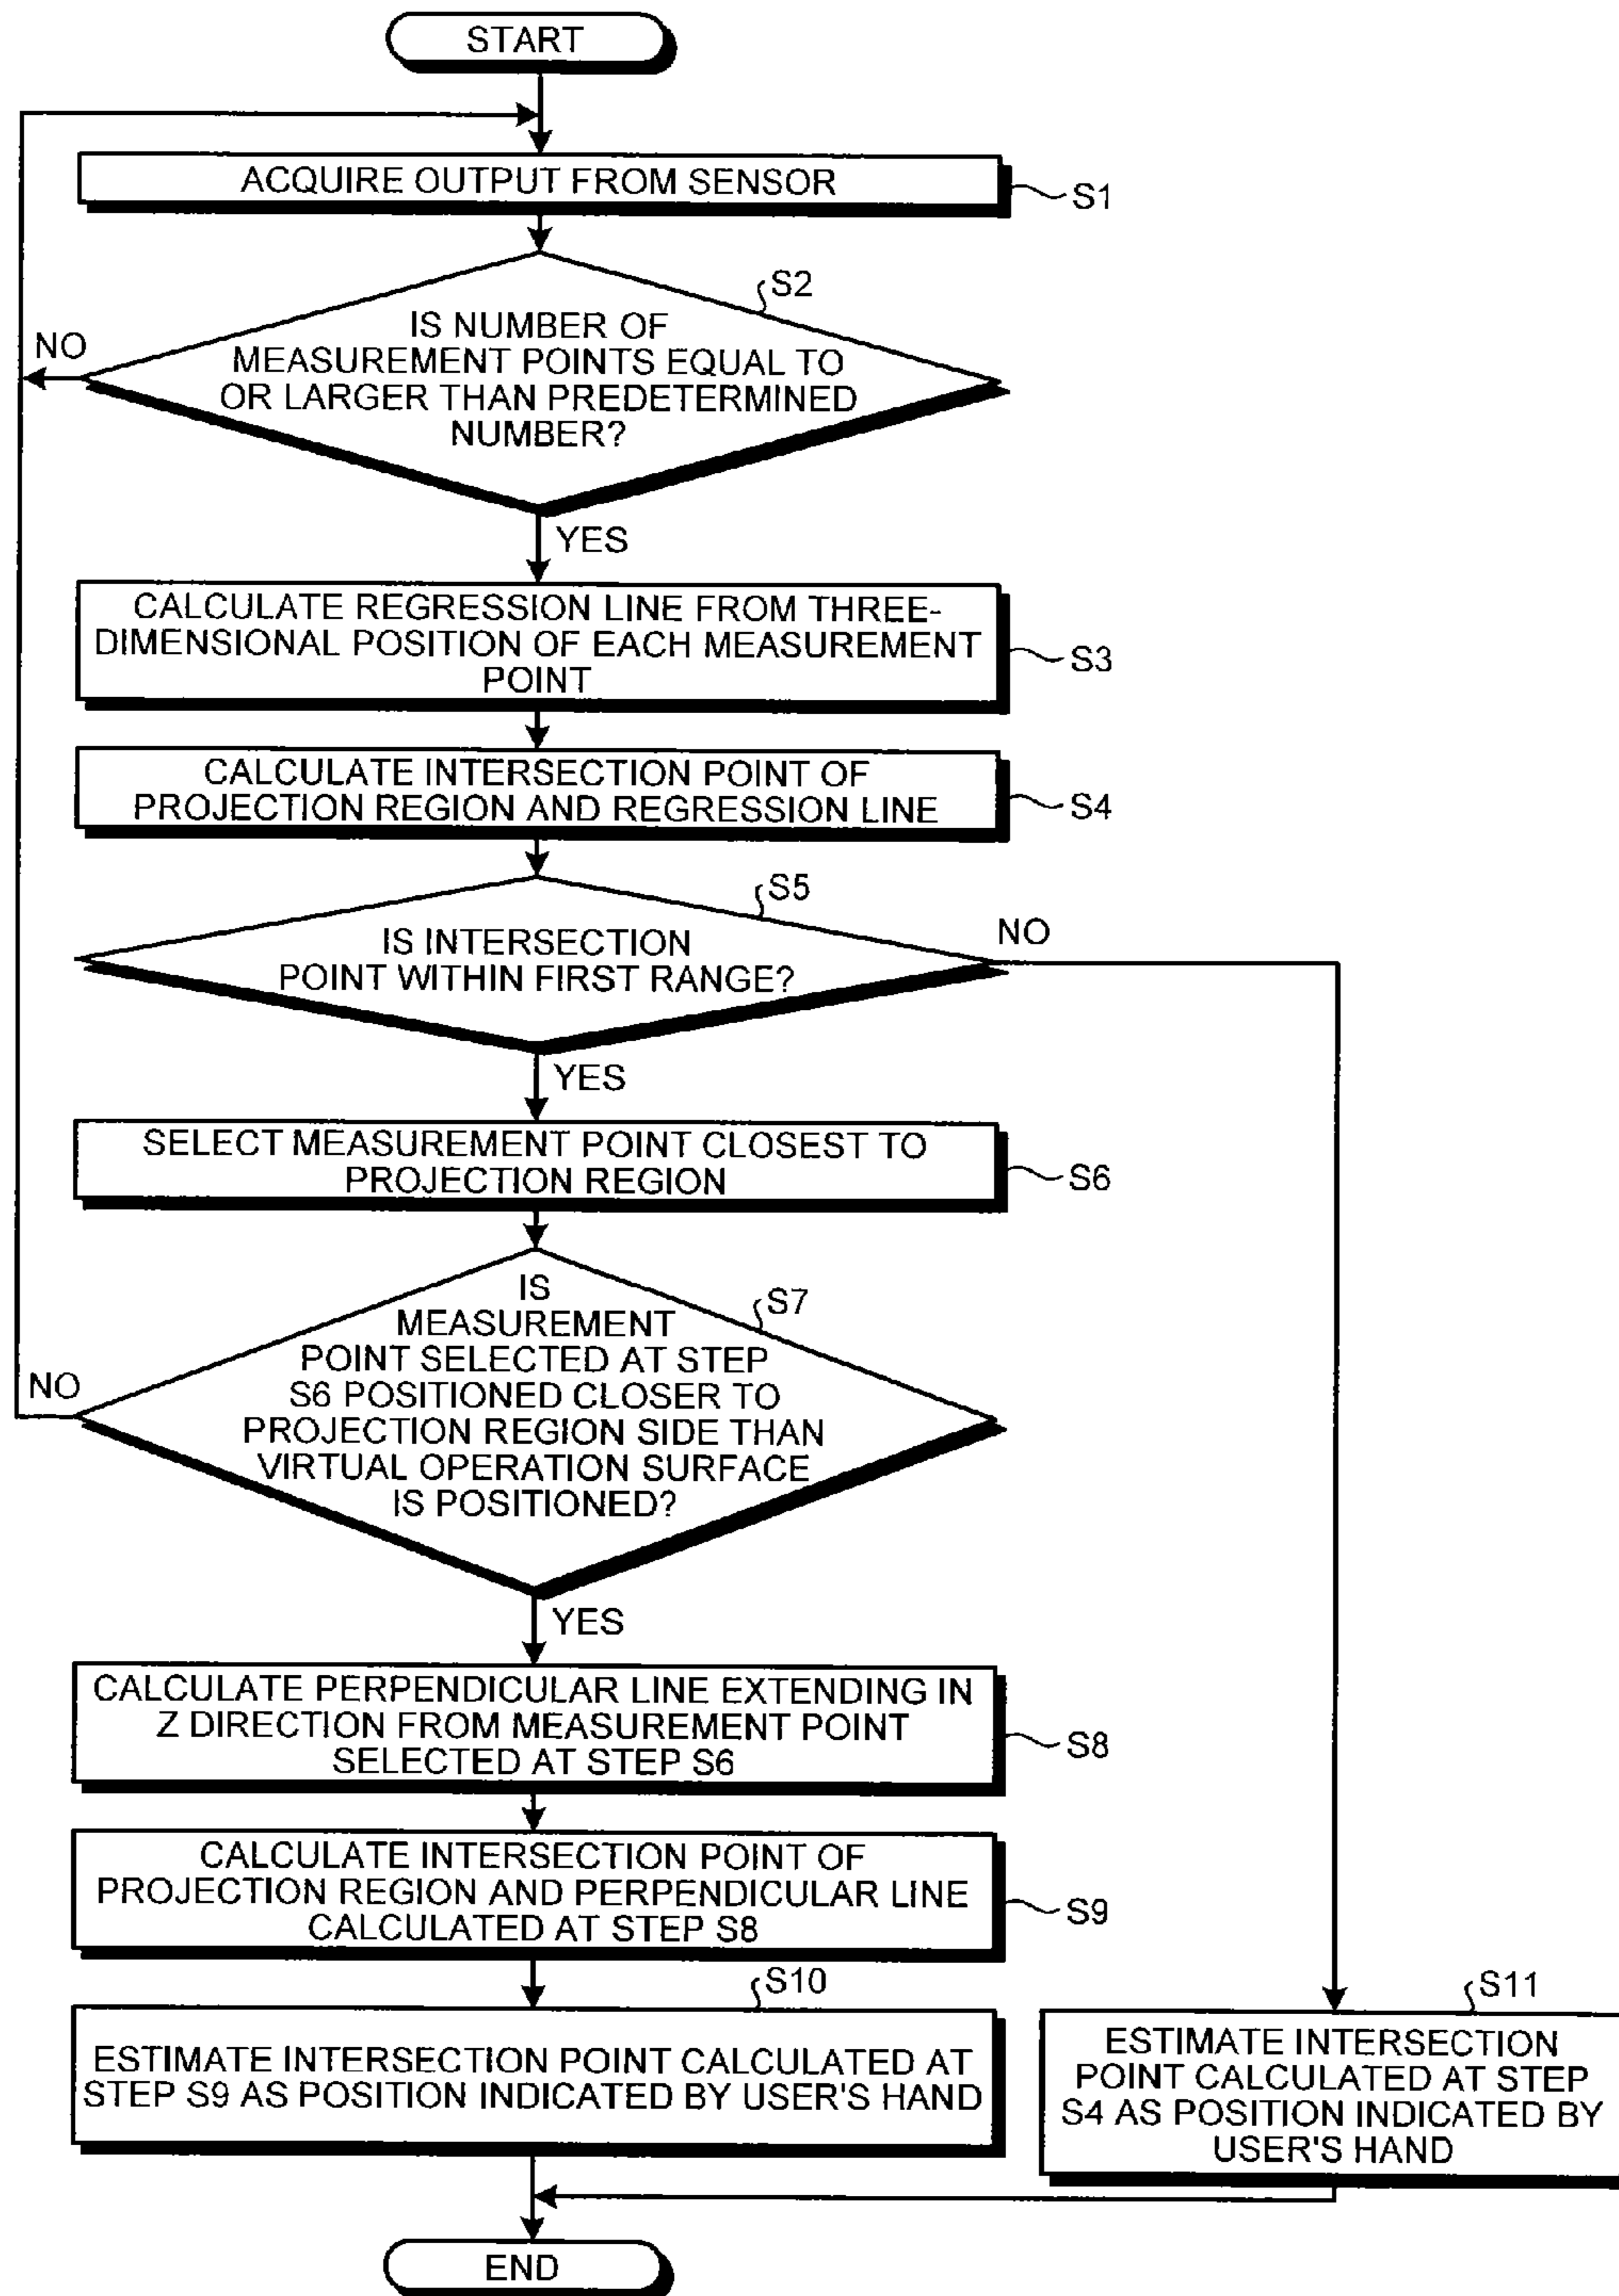 START
ACQUIRE OUTPUT FROM SENSOR
S1
S2
IS NUMBER OF
MEASUREMENT POINTS EQUAL TO
OR LARGER THAN PREDETERMINED
NUMBER?
NO
YES
CALCULATE REGRESSION LINE FROM THREE-
DIMENSIONAL POSITION OF EACH MEASUREMENT
POINT
S3
CALCULATE INTERSECTION POINT OF
PROJECTION REGION AND REGRESSION LINE
S4
S5
IS INTERSECTION
POINT WITHIN FIRST RANGE?
NO
YES
SELECT MEASUREMENT POINT CLOSEST TO
PROJECTION REGION
S6
S7
IS
MEASUREMENT
POINT SELECTED AT STEP
S6 POSITIONED CLOSER TO
PROJECTION REGION SIDE THAN
VIRTUAL OPERATION SURFACE
IS POSITIONED?
NO
YES
CALCULATE PERPENDICULAR LINE EXTENDING IN
Z DIRECTION FROM MEASUREMENT POINT
SELECTED AT STEP S6
S8
CALCULATE INTERSECTION POINT OF
PROJECTION REGION AND PERPENDICULAR LINE
CALCULATED AT STEP S8
S9
S10
ESTIMATE INTERSECTION POINT CALCULATED AT
STEP S9 AS POSITION INDICATED BY USER'S HAND
S11
ESTIMATE INTERSECTION
POINT CALCULATED AT STEP
S4 AS POSITION INDICATED BY
USER'S HAND
END